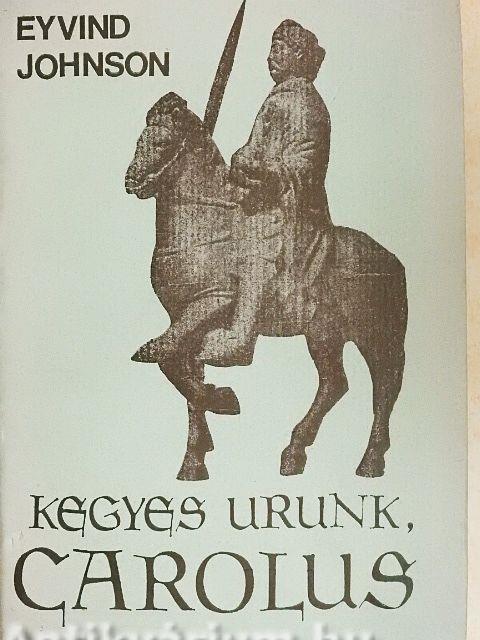 EYVIND
JOHNSON
KEGYES URUNK,
CAROLUS